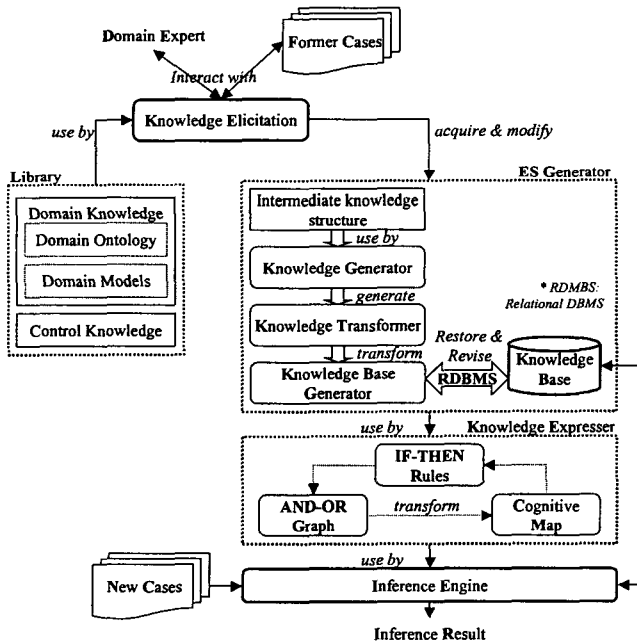 Domain Expert
Former Cases
Interact with
Knowledge Elicitation
use by
acquire & modify
Library
ES Generator
Domain Knowledge
Domain Ontology
Domain Models
Control Knowledge
Intermediate knowledge
structure
use by
Knowledge Generator
generate
Knowledge Transformer
transform
Knowledge Base
Generator
* RDMBS:
Relational DBMS
Restore &
Revise
RDBMS
Knowledge
Base
use by
Knowledge Expresser
IF-THEN
Rules
AND-OR
Graph
transform
Cognitive
Map
use by
New Cases
Inference Engine
Inference Result